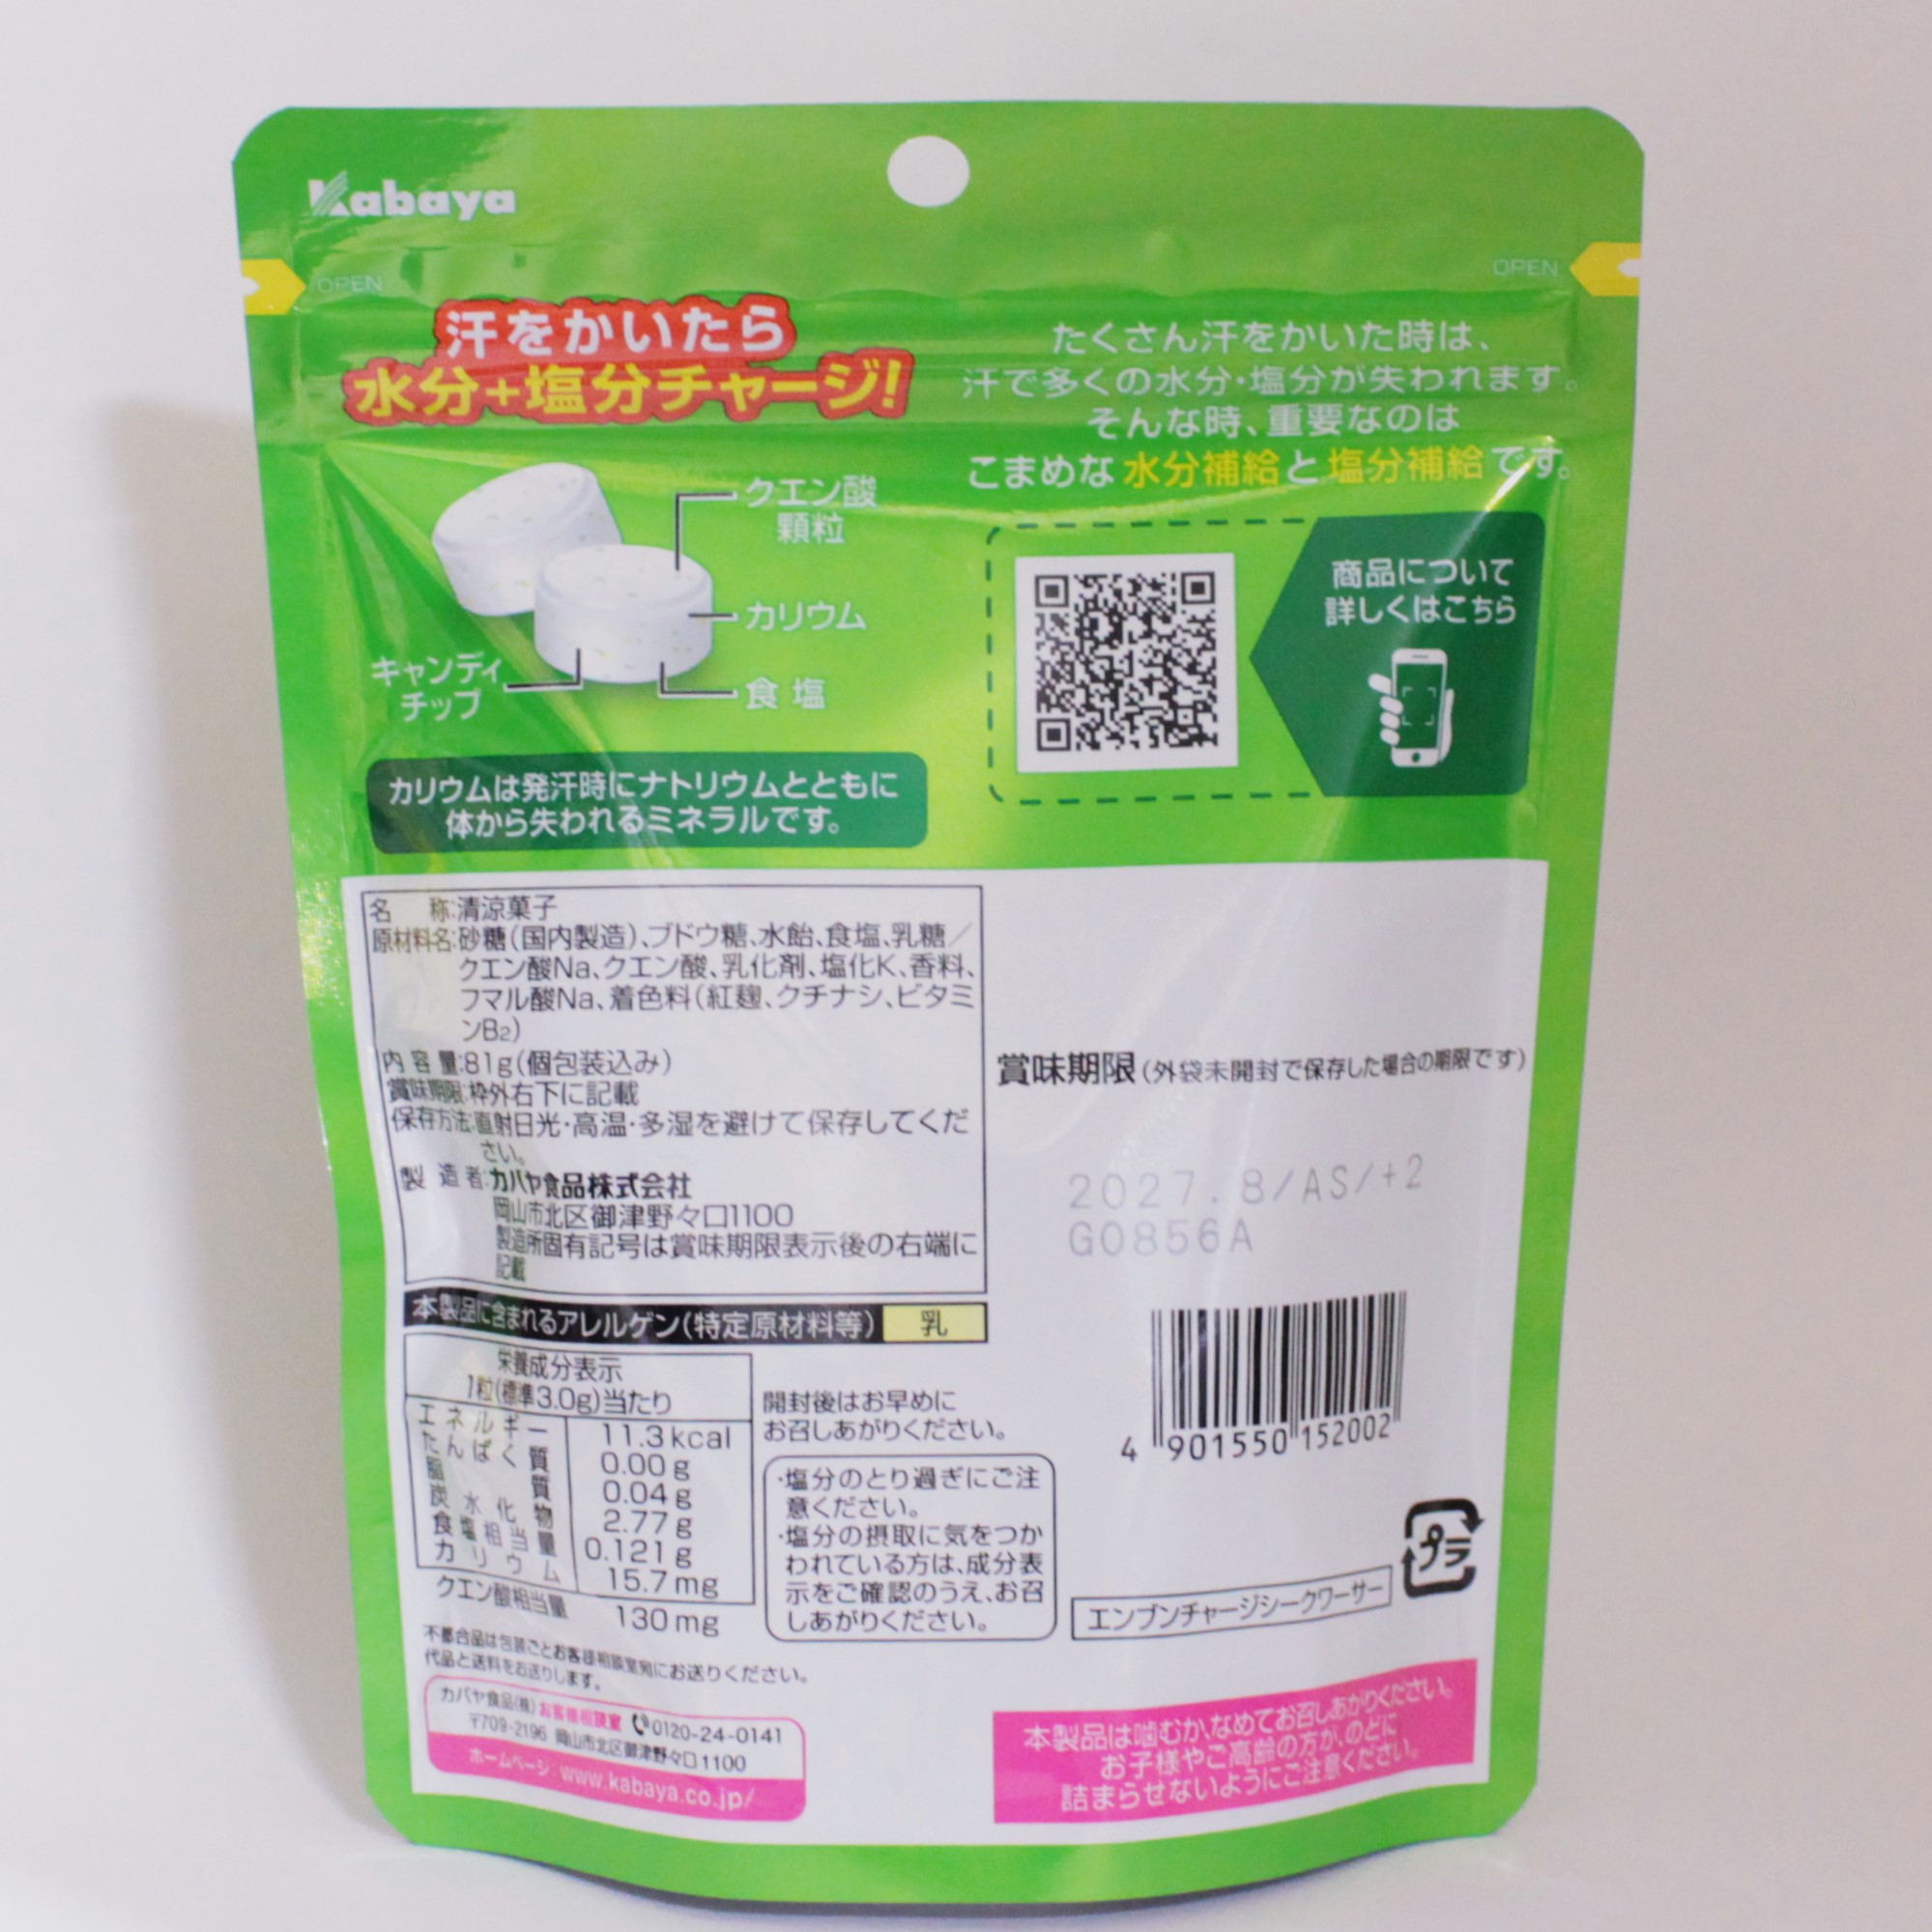 Kabaya
OPEN
OPEN
汗をかいたら
水分+塩分チャージ!
たくさん汗をかいた時は、
汗で多くの水分・塩分が失われます。
そんな時、重要なのは
こまめな水分補給と塩分補給です。
クエン酸
顆粒
カリウム
キャンディ
チップ
食塩
商品について
詳しくはこちら
カリウムは発汗時にナトリウムとともに
体から失われるミネラルです。
名称:清涼菓子
原材料名:砂糖(国内製造)、ブドウ糖、水飴、食塩、乳糖/
クエン酸Na、クエン酸、乳化剤、塩化K、香料、
フマル酸Na、着色料(紅麹、クチナシ、ビタミ
ンB2)
内容量:81g(個包装込み)
賞味期限:枠外右下に記載
保存方法:直射日光・高温・多湿を避けて保存してくだ
さい。
製造者:カバヤ食品株式会社
岡山市北区御津野々口1100
製造所固有記号は賞味期限表示後の右端に
記載
本製品に含まれるアレルゲン(特定原材料等) 乳
賞味期限(外袋未開封で保存した場合の期限です)
2027.8/AS/+2
G0856A
4 901550 152002
栄養成分表示
1粒(標準3.0g)当たり
エネルギー 11.3kcal
たんぱく質 0.00g
脂質 0.04g
炭水化物 2.77g
食塩相当量 0.121g
カリウム 15.7mg
クエン酸相当量 130mg
開封後はお早めに
お召しあがりください。
・塩分のとり過ぎにご注
意ください。
・塩分の摂取に気をつか
われている方は、成分表
示をご確認のうえ、お召
しあがりください。
プラ
エンブンチャージシークワーサー
不都合品は包装ごとお客様相談室宛にお送りください。
代品と送料をお送りします。
カバヤ食品(株)お客様相談室 0120-24-0141
〒709-2196 岡山市北区御津野々口1100
ホームページ:www.kabaya.co.jp/
本製品は噛むか、なめてお召しあがりください。
お子様やご高齢の方が、のどに
詰まらせないようにご注意ください。